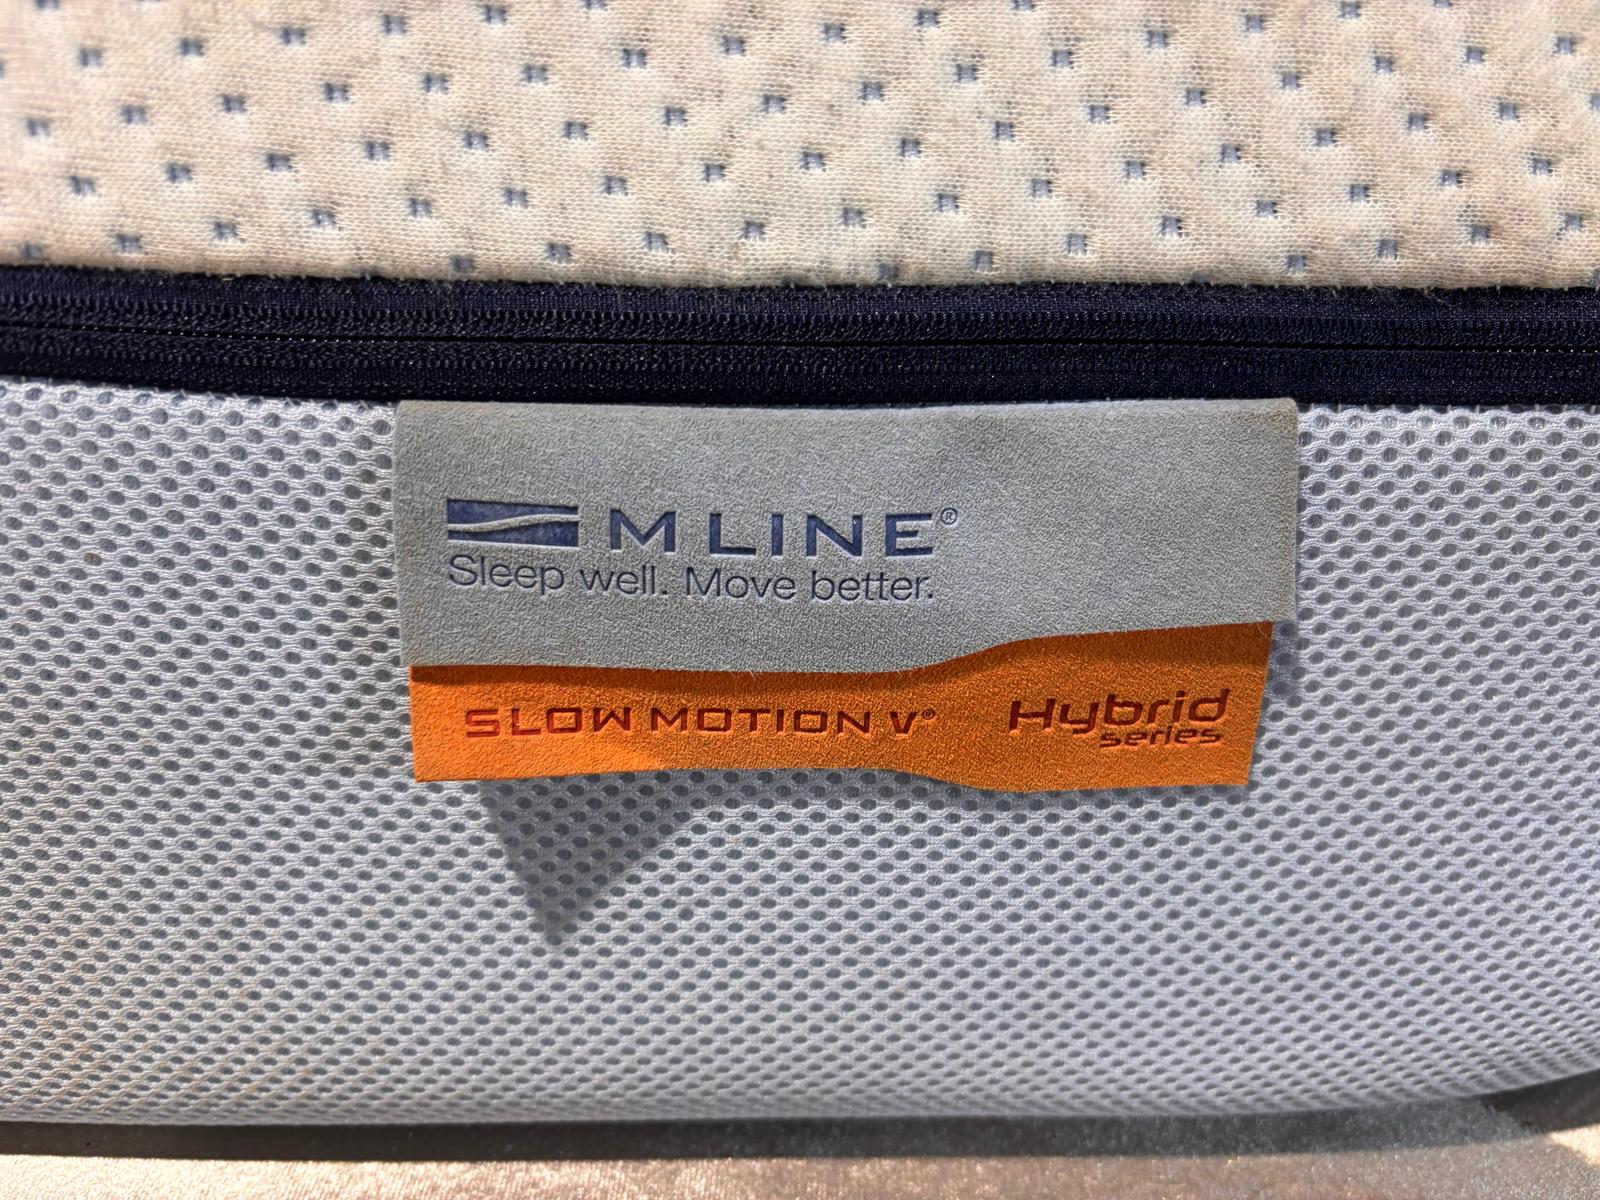 M LINE®
Sleep well. Move better.
SLOW MOTION V®
Hybrid
series